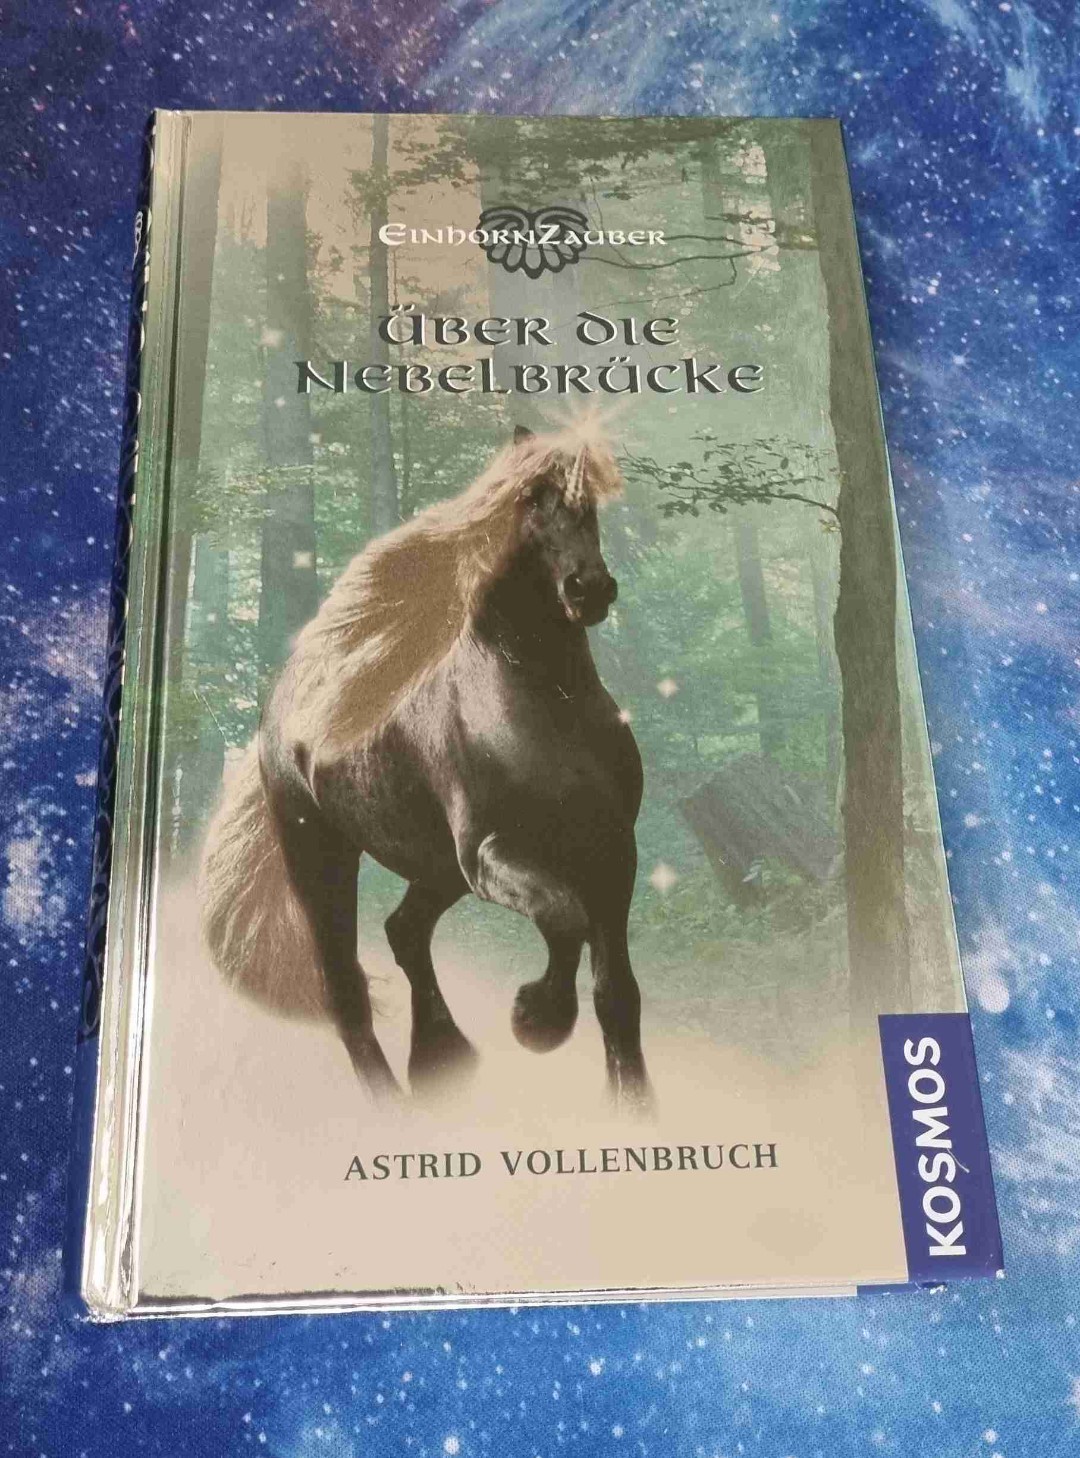 EinhornZauber
Über die
Nebelbrücke
ASTRID VOLLENBRUCH
KOSMOS